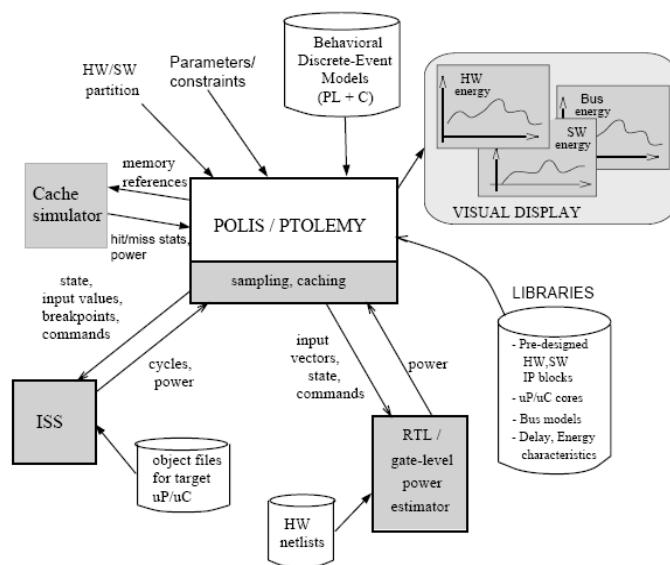 HW/SW
partition
Parameters/
constraints
Behavioral
Discrete-Event
Models
(PL + C)
HW
energy
Bus
energy
SW
energy
VISUAL DISPLAY
memory
references
Cache
simulator
hit/miss stats,
power
POLIS / PTOLEMY
sampling, caching
state,
input values,
breakpoints,
commands
cycles,
power
input
vectors,
state,
commands
power
LIBRARIES
- Pre-designed
HW,SW
IP blocks
- uP/uC cores
- Bus models
- Delay, Energy
characteristics
ISS
object files
for target
uP/uC
RTL /
gate-level
power
estimator
HW
netlists